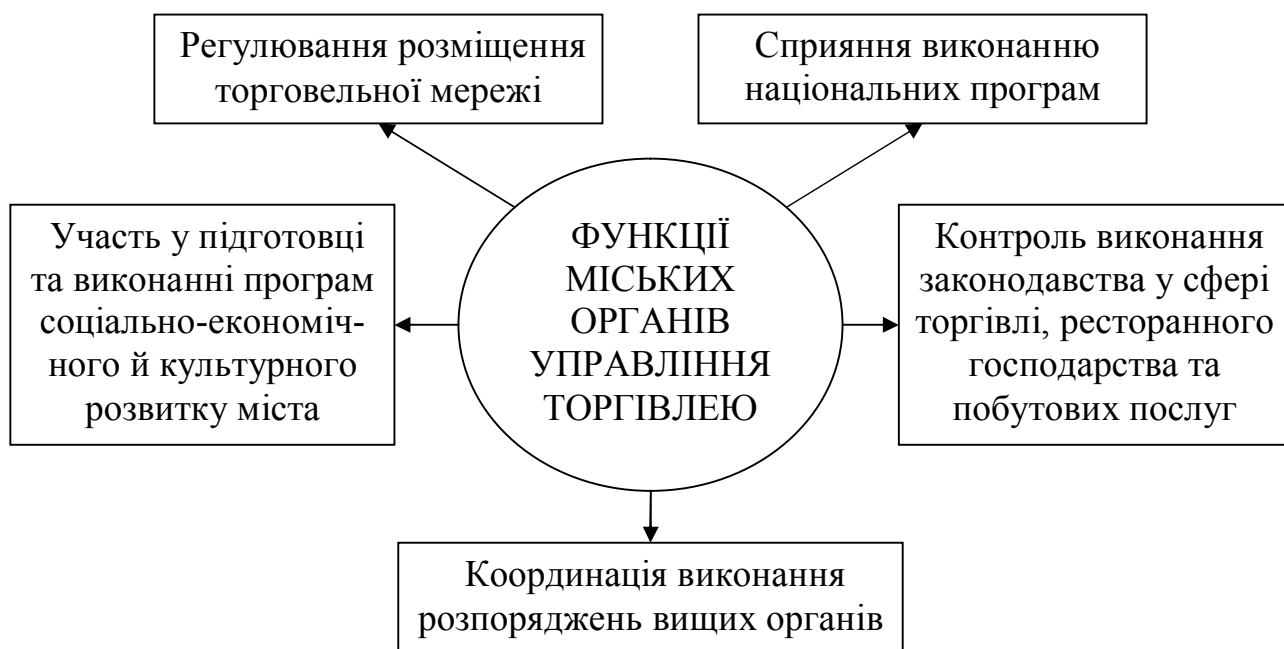 Регулювання розміщення
торговельної мережі
Сприяння виконанню
національних програм
Участь у підготовці
та виконанні програм
соціально-економіч-
ного й культурного
розвитку міста
ФУНКЦІЇ
МІСЬКИХ
ОРГАНІВ
УПРАВЛІННЯ
ТОРГІВЛЕЮ
Контроль виконання
законодавства у сфері
торгівлі, ресторанного
господарства та
побутових послуг
Координація виконання
розпоряджень вищих органів